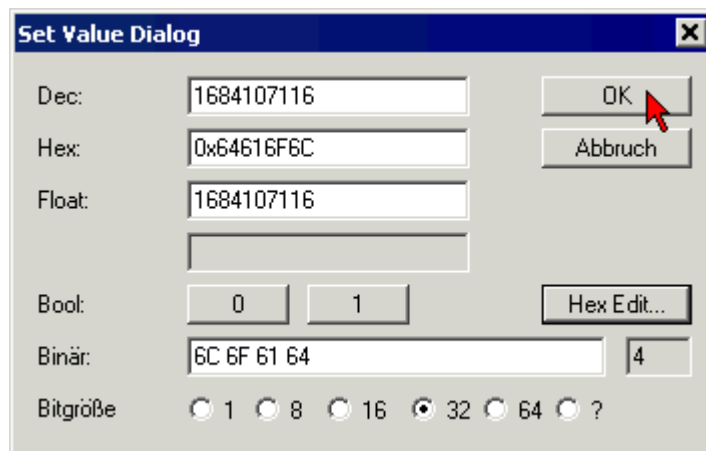 Set Value Dialog
Dec: 1684107116 OK
Hex: 0x64616F6C Abbruch
Float: 1684107116
Bool: 0 1 Hex Edit...
Binär: 6C 6F 61 64 4
Bitgröße 1 8 16 32 64 ?